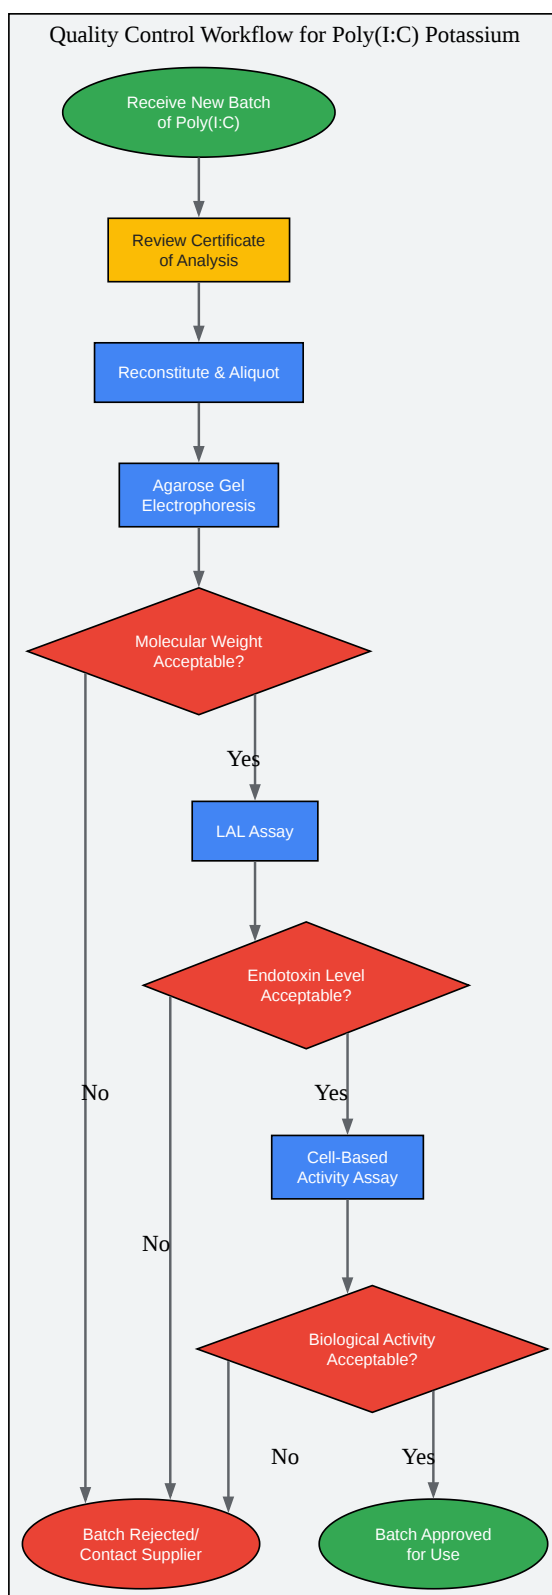 Quality Control Workflow for Poly(I:C) Potassium
Receive New Batch
of Poly(I:C)
Review Certificate
of Analysis
Reconstitute & Aliquot
Agarose Gel
Electrophoresis
Molecular Weight
Acceptable?
Yes
LAL Assay
Endotoxin Level
Acceptable?
No
Yes
Cell-Based
Activity Assay
No
Biological Activity
Acceptable?
No
Yes
Batch Rejected/
Contact Supplier
Batch Approved
for Use